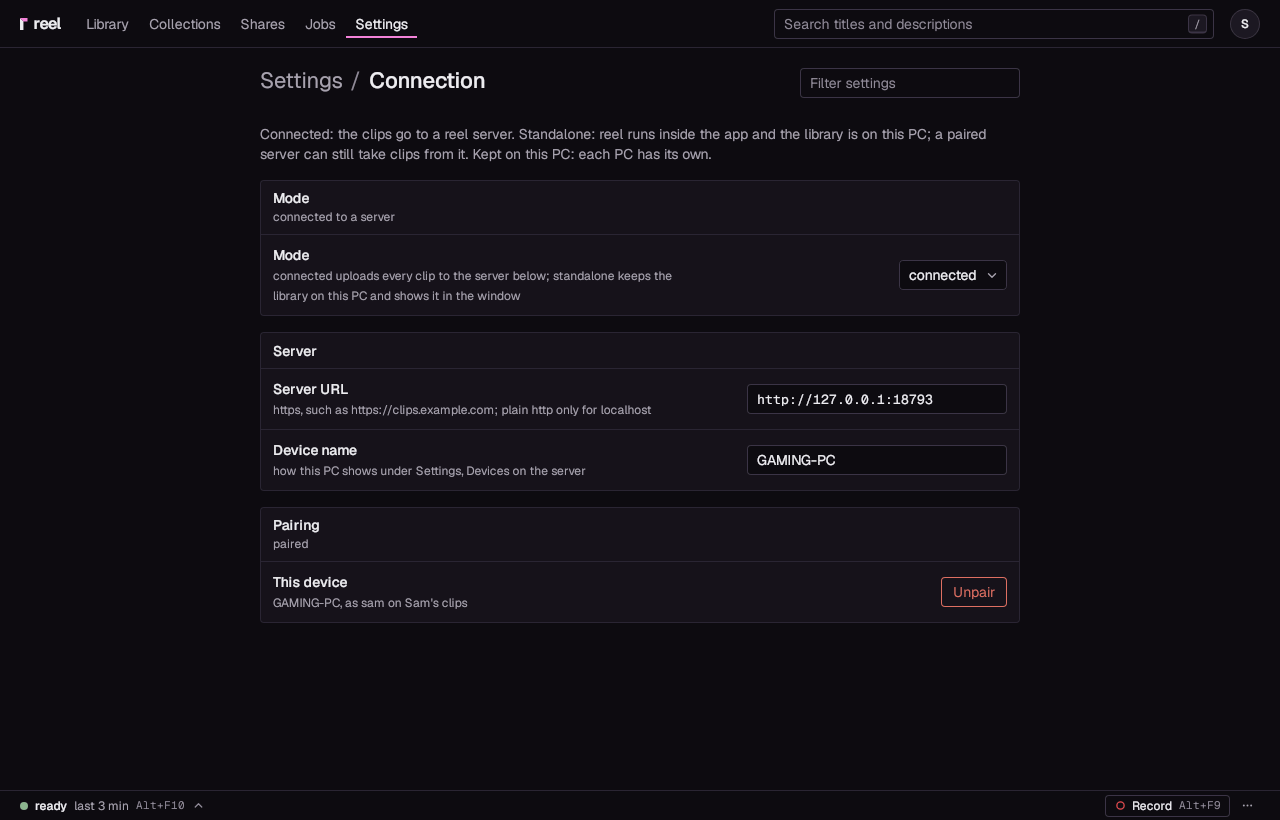 reel Library Collections Shares Jobs Settings Search titles and descriptions / S
Settings / Connection Filter settings
Connected: the clips go to a reel server. Standalone: reel runs inside the app and the library is on this PC; a paired
server can still take clips from it. Kept on this PC: each PC has its own.
Mode
connected to a server
Mode
connected uploads every clip to the server below; standalone keeps the
library on this PC and shows it in the window
connected
Server
Server URL
https, such as https://clips.example.com; plain http only for localhost
http://127.0.0.1:18793
Device name
how this PC shows under Settings, Devices on the server
GAMING-PC
Pairing
paired
This device
GAMING-PC, as sam on Sam's clips
Unpair
ready last 3 min Alt+F10 Record Alt+F9 ...